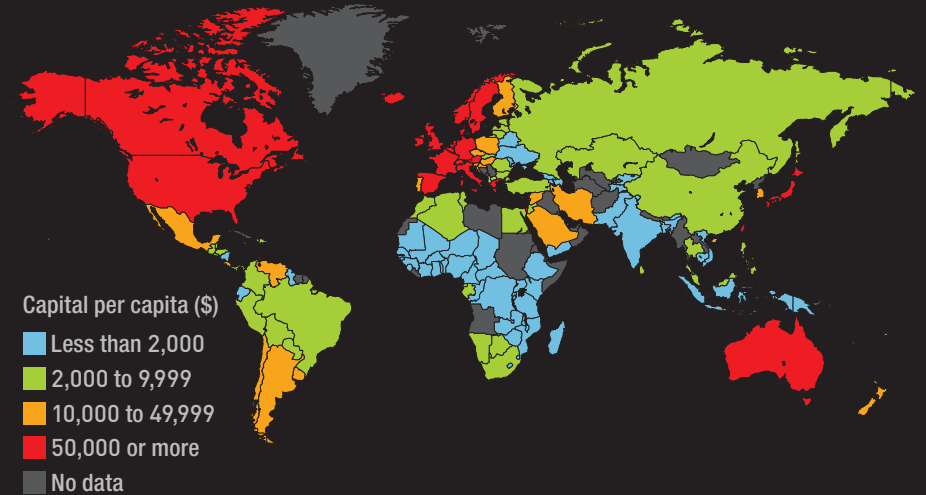 Capital per capita ($)
Less than 2,000
2,000 to 9,999
10,000 to 49,999
50,000 or more
No data